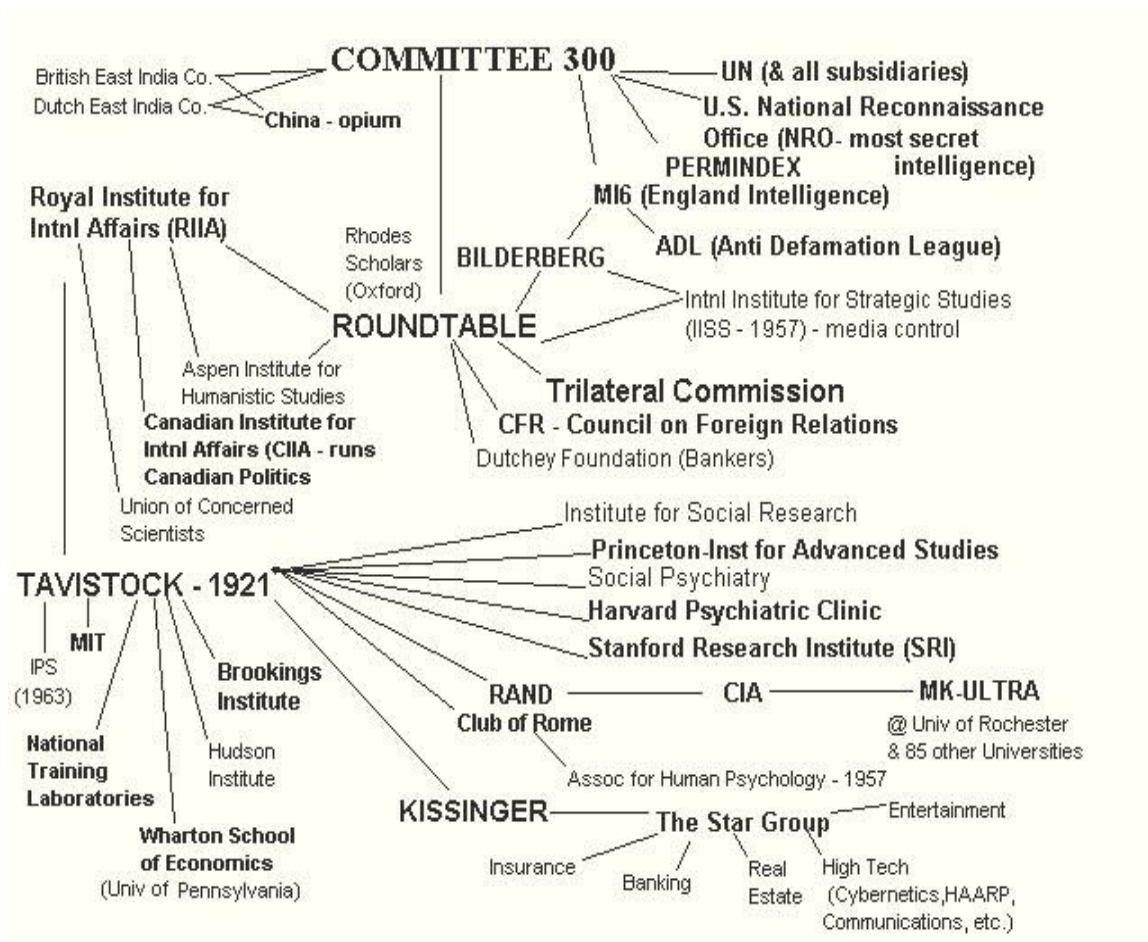 COMMITTEE 300
British East India Co.
Dutch East India Co.
China - opium
UN (& all subsidiaries)
U.S. National Reconnaissance
Office (NRO- most secret
intelligence)
PERMINDEX
MI6 (England Intelligence)
ADL (Anti Defamation League)
Royal Institute for
Intnl Affairs (RIIA)
Rhodes
Scholars
(Oxford)
BILDERBERG
Intnl Institute for Strategic Studies
(IISS - 1957) - media control
ROUNDTABLE
Aspen Institute for
Humanistic Studies
Trilateral Commission
CFR - Council on Foreign Relations
Dutchey Foundation (Bankers)
Canadian Institute for
Intnl Affairs (CIIA - runs
Canadian Politics
Union of Concerned
Scientists
Institute for Social Research
Princeton-Inst for Advanced Studies
Social Psychiatry
Harvard Psychiatric Clinic
Stanford Research Institute (SRI)
TAVISTOCK - 1921
MIT
IPS
(1963)
Brookings
Institute
RAND
CIA
MK-ULTRA
@ Univ of Rochester
& 85 other Universities
Club of Rome
National
Training
Laboratories
Hudson
Institute
Assoc for Human Psychology - 1957
KISSINGER
The Star Group
Entertainment
Wharton School
of Economics
(Univ of Pennsylvania)
Insurance
Banking
Real
Estate
High Tech
(Cybernetics,HAARP,
Communications, etc.)